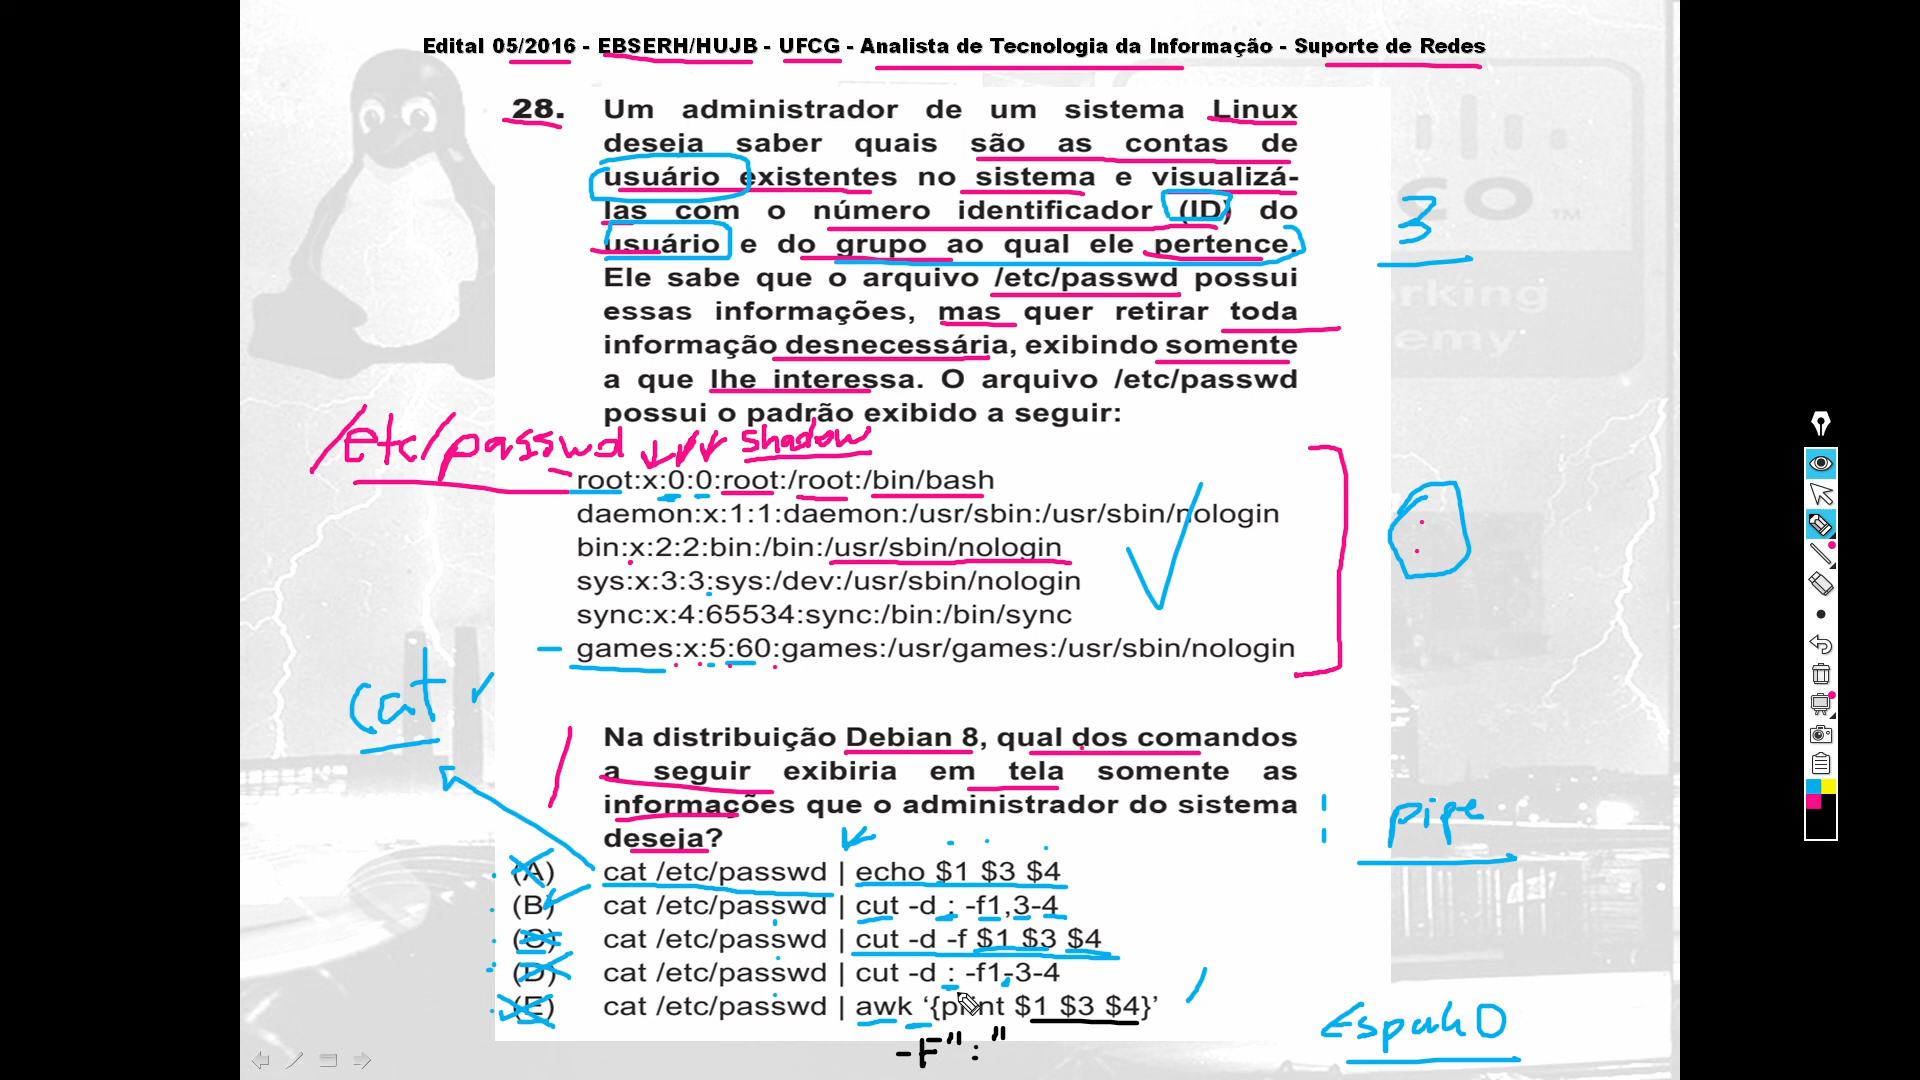 Edital 05/2016 - EBSERH/HUJB - UFCG - Analista de Tecnologia da Informação - Suporte de Redes
28. Um administrador de um sistema Linux
deseja saber quais são as contas de
usuário existentes no sistema e visualizá-
las com o número identificador (ID) do
usuário e do grupo ao qual ele pertence.
Ele sabe que o arquivo /etc/passwd possui
essas informações, mas quer retirar toda
informação desnecessária, exibindo somente
a que lhe interessa. O arquivo /etc/passwd
possui o padrão exibido a seguir:
3
CO TM
rking
emy
/etc/passwd shadow
root:x:0:0:root:/root:/bin/bash
daemon:x:1:1:daemon:/usr/sbin:/usr/sbin/nologin
bin:x:2:2:bin:/bin:/usr/sbin/nologin
sys:x:3:3:sys:/dev:/usr/sbin/nologin
sync:x:4:65534:sync:/bin:/bin/sync
games:x:5:60:games:/usr/games:/usr/sbin/nologin
cat
Na distribuição Debian 8, qual dos comandos
a seguir exibiria em tela somente as
informações que o administrador do sistema
deseja?
pipe
(A) cat /etc/passwd | echo $1 $3 $4
(B) cat /etc/passwd | cut -d : -f1,3-4
(C) cat /etc/passwd | cut -d -f $1 $3 $4
(D) cat /etc/passwd | cut -d : -f1-3-4
(E) cat /etc/passwd | awk ‘{print $1 $3 $4}’
-F":"